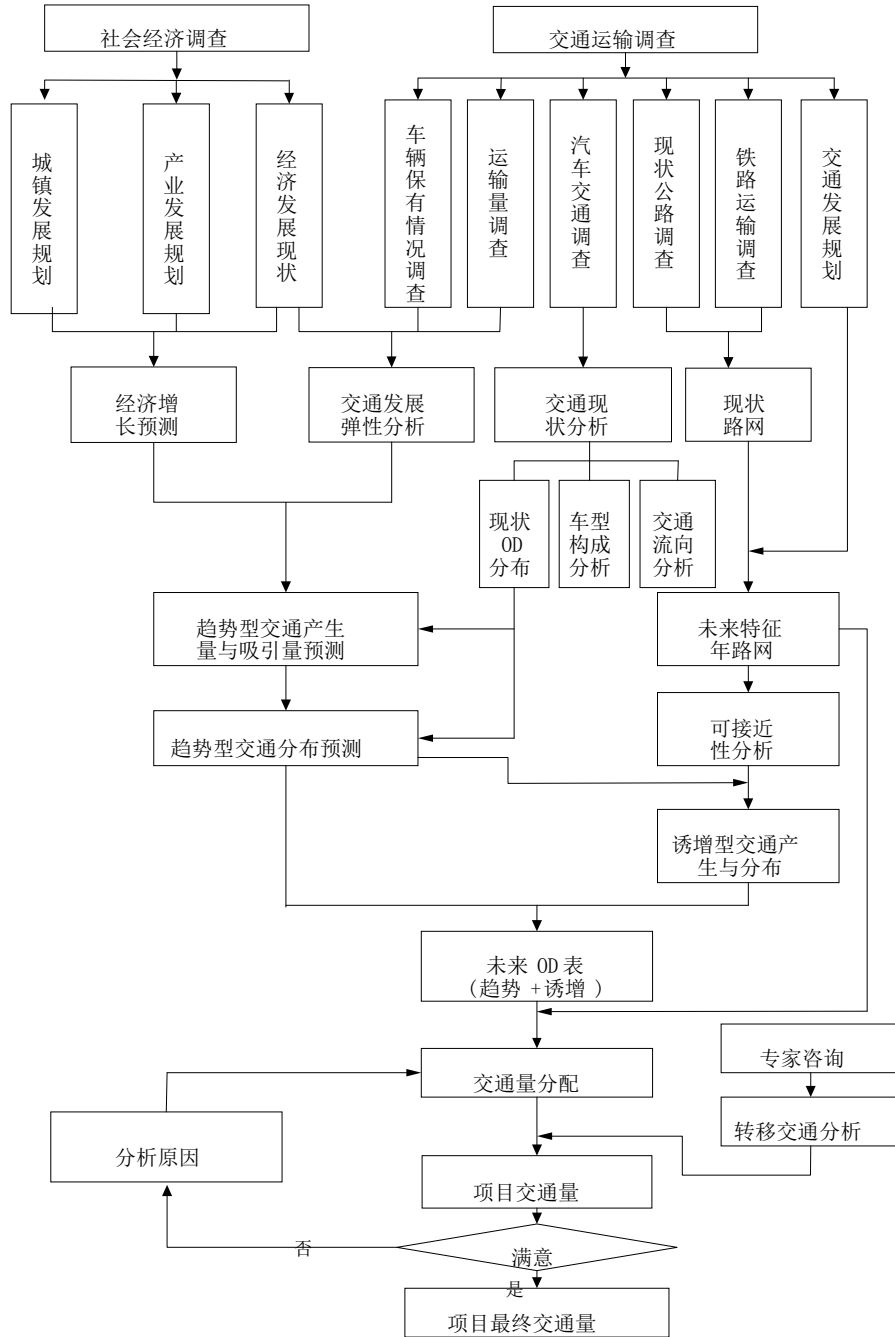 社会经济调查
交通运输调查
城镇发展规划
产业发展规划
经济发展现状
车辆保有情况调查
运输量调查
汽车交通调查
现状公路调查
铁路运输调查
交通发展规划
经济增
长预测
交通发展
弹性分析
交通现
状分析
现状
路网
现状
OD
分布
车型
构成
分析
交通
流向
分析
趋势型交通产生
量与吸引量预测
未来特征
年路网
趋势型交通分布预测
可接近
性分析
诱增型交通产
生与分布
未来 OD 表
(趋势 +诱增 )
专家咨询
交通量分配
转移交通分析
分析原因
项目交通量
否
满意
是
项目最终交通量